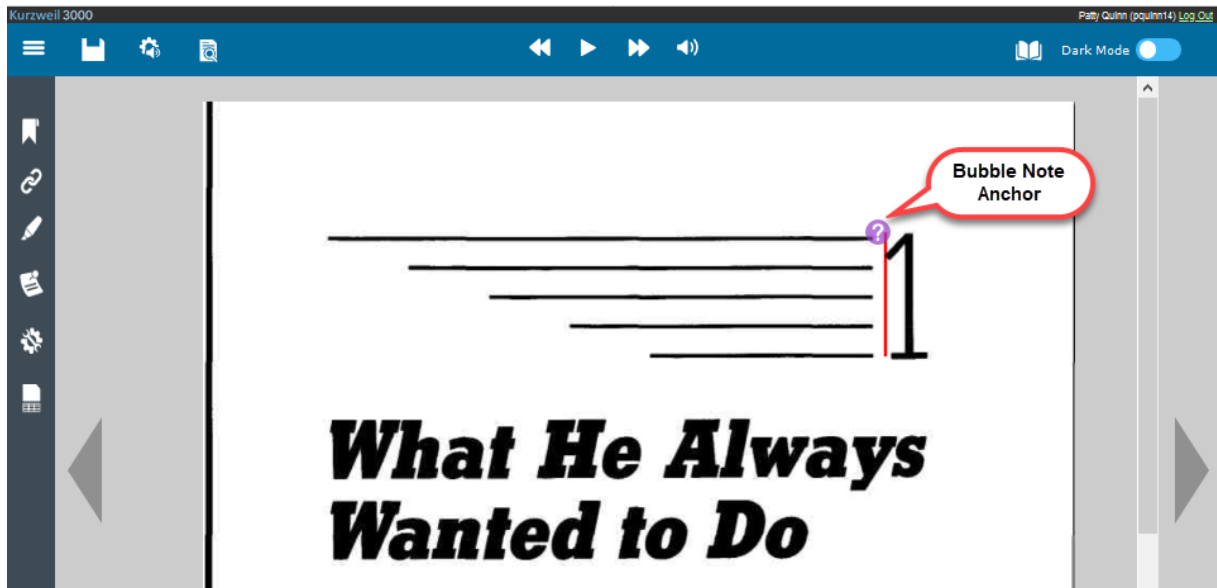 Kurzweil 3000
Patty Quinn (pquinn14) Log Out
Dark Mode
Bubble Note
Anchor
?
1
What He Always
Wanted to Do